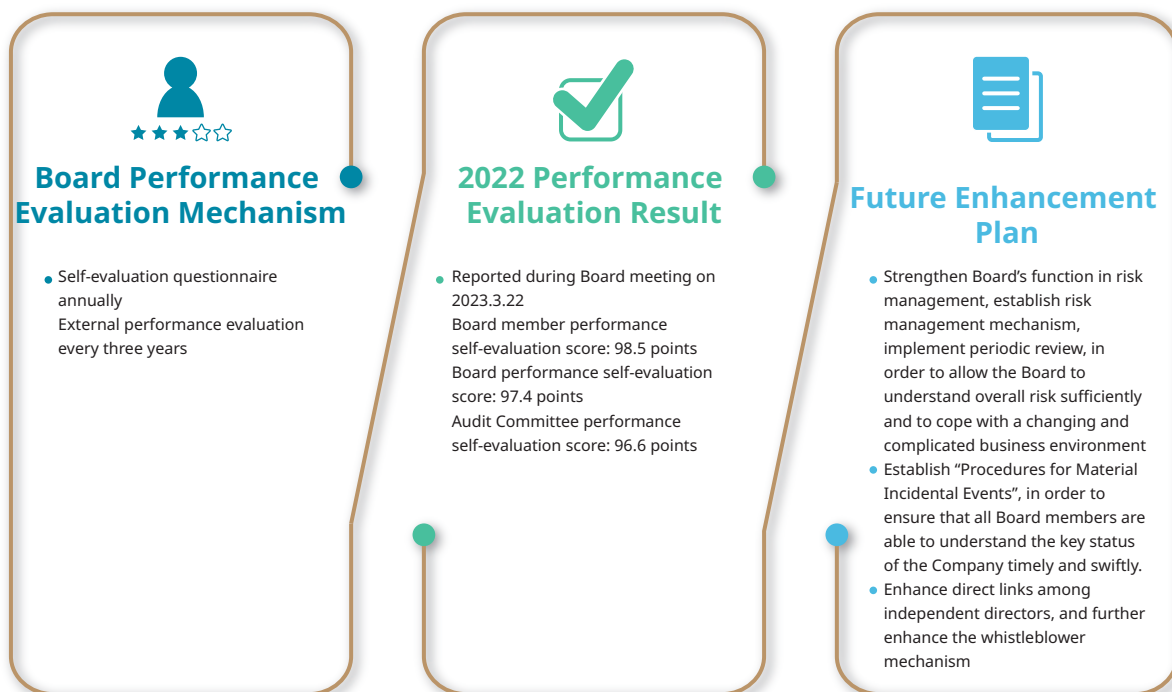 Board Performance
Evaluation Mechanism
Self-evaluation questionnaire
annually
External performance evaluation
every three years
2022 Performance
Evaluation Result
Reported during Board meeting on
2023.3.22
Board member performance
self-evaluation score: 98.5 points
Board performance self-evaluation
score: 97.4 points
Audit Committee performance
self-evaluation score: 96.6 points
Future Enhancement
Plan
Strengthen Board’s function in risk
management, establish risk
management mechanism,
implement periodic review, in
order to allow the Board to
understand overall risk sufficiently
and to cope with a changing and
complicated business environment
Establish “Procedures for Material
Incidental Events”, in order to
ensure that all Board members are
able to understand the key status
of the Company timely and swiftly.
Enhance direct links among
independent directors, and further
enhance the whistleblower
mechanism